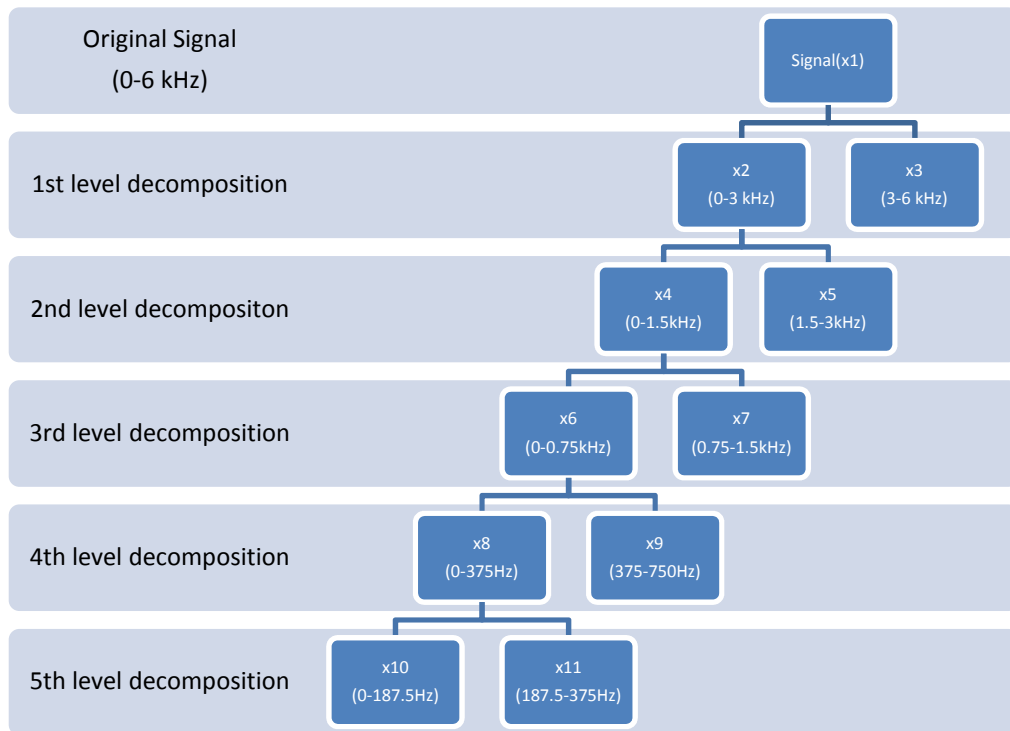 Original Signal
(0-6 kHz)
Signal(x1)
1st level decomposition
x2
(0-3 kHz)
x3
(3-6 kHz)
2nd level decompositon
x4
(0-1.5kHz)
x5
(1.5-3kHz)
3rd level decomposition
x6
(0-0.75kHz)
x7
(0.75-1.5kHz)
4th level decomposition
x8
(0-375Hz)
x9
(375-750Hz)
5th level decomposition
x10
(0-187.5Hz)
x11
(187.5-375Hz)